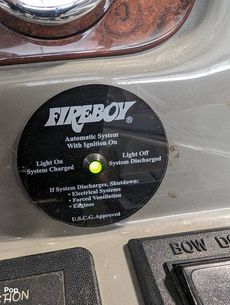 FIREBOY®
Automatic System
With Ignition On
Light On
System Charged
Light Off
System Discharged
If System Discharges, Shutdown:
• Electrical Systems
• Forced Ventilation
• Engines
U.S.C.G. Approved
Pop
BOW